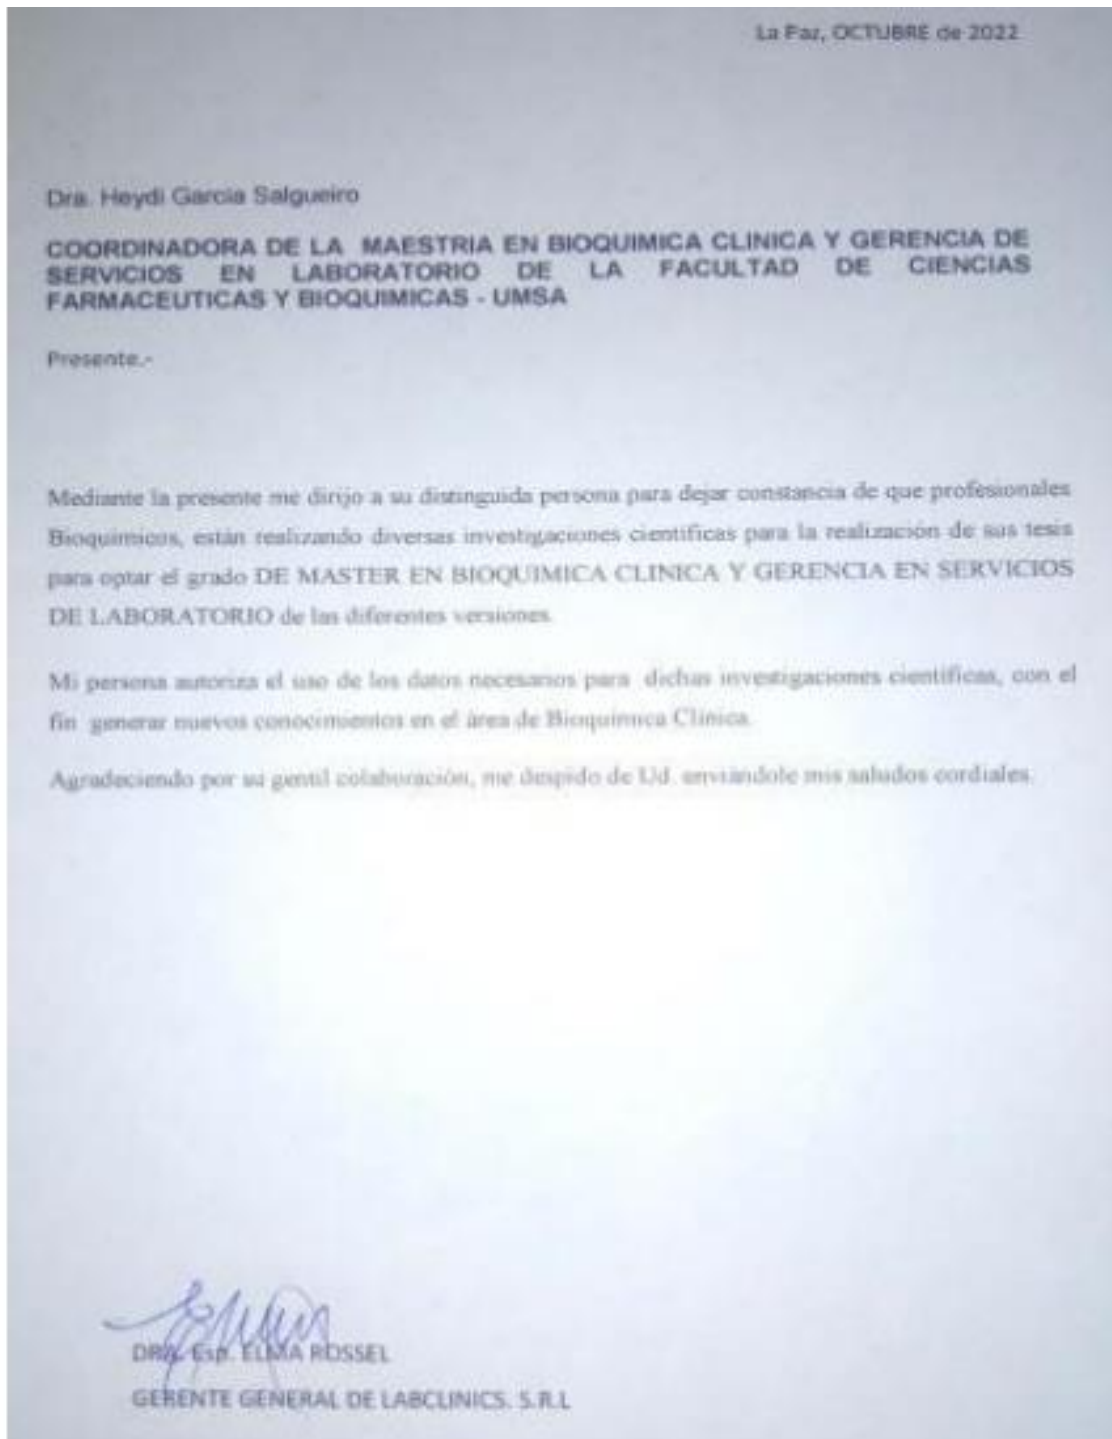 La Paz, OCTUBRE de 2022
Dra. Heydi Garcia Salgueiro
COORDINADORA DE LA MAESTRIA EN BIOQUIMICA CLINICA Y GERENCIA DE
SERVICIOS EN LABORATORIO DE LA FACULTAD DE CIENCIAS
FARMACEUTICAS Y BIOQUIMICAS - UMSA
Presente.-
Mediante la presente me dirijo a su distinguida persona para dejar constancia de que profesionales
Bioquímicos, están realizando diversas investigaciones científicas para la realización de sus tesis
para optar el grado DE MASTER EN BIOQUIMICA CLINICA Y GERENCIA EN SERVICIOS
DE LABORATORIO de las diferentes versiones.
Mi persona autoriza el uso de los datos necesarios para dichas investigaciones científicas, con el
fin generar nuevos conocimientos en el área de Bioquímica Clínica.
Agradeciendo por su gentil colaboración, me despido de Ud. enviándole mis saludos cordiales.
DRA. Esp. ELMA ROSSEL
GERENTE GENERAL DE LABCLINICS. S.R.L